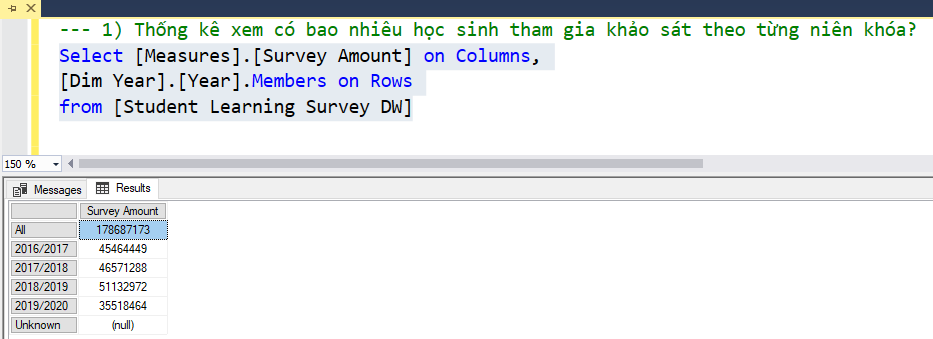 --- 1) Thống kê xem có bao nhiêu học sinh tham gia khảo sát theo từng niên khóa?
Select [Measures].[Survey Amount] on Columns,
[Dim Year].[Year].Members on Rows
from [Student Learning Survey DW]
150 %
Messages Results
Survey Amount
All 178687173
2016/2017 45464449
2017/2018 46571288
2018/2019 51132972
2019/2020 35518464
Unknown (null)